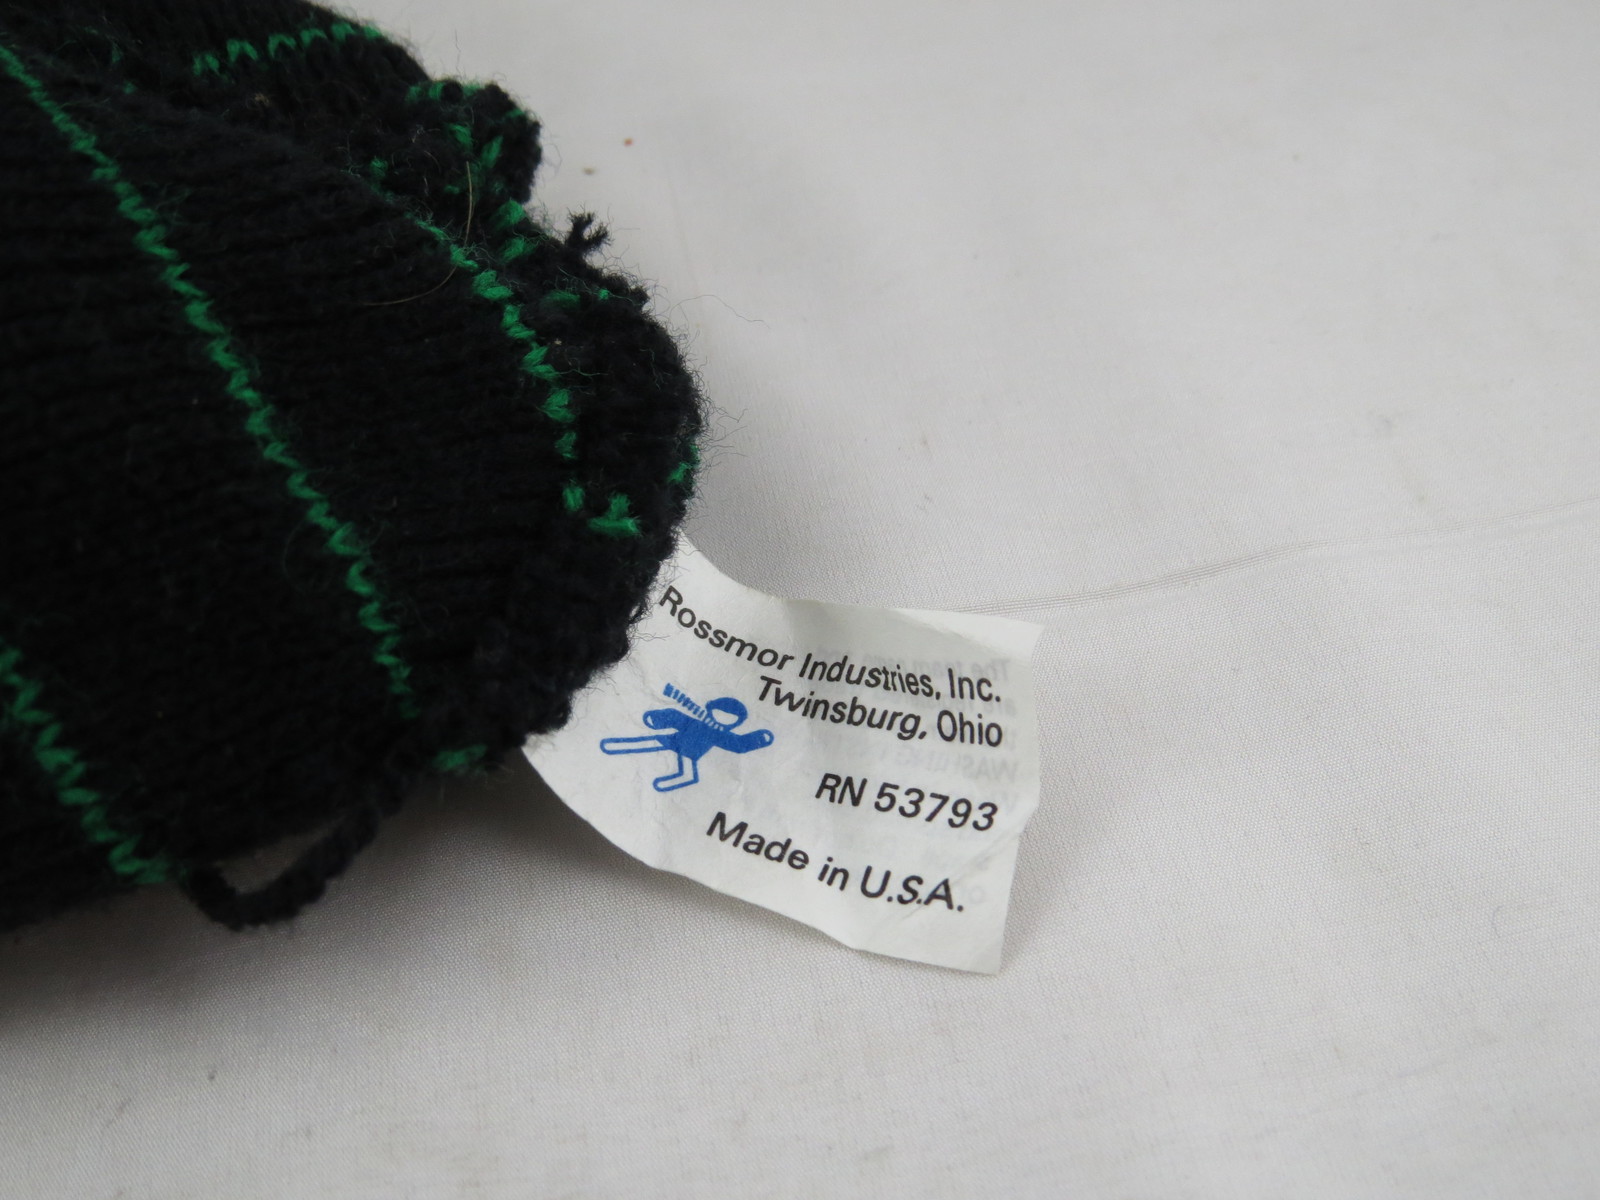 Rossmor Industries, Inc.
Twinsburg, Ohio
RN 53793
Made in U.S.A.